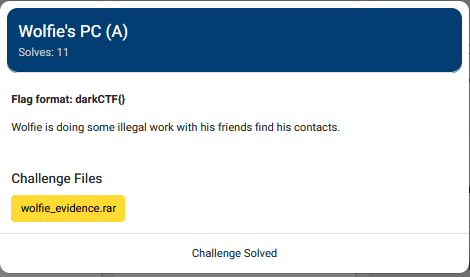 Wolfie's PC (A)
Solves: 11
Flag format: darkCTF{}
Wolfie is doing some illegal work with his friends find his contacts.
Challenge Files
wolfie_evidence.rar
Challenge Solved